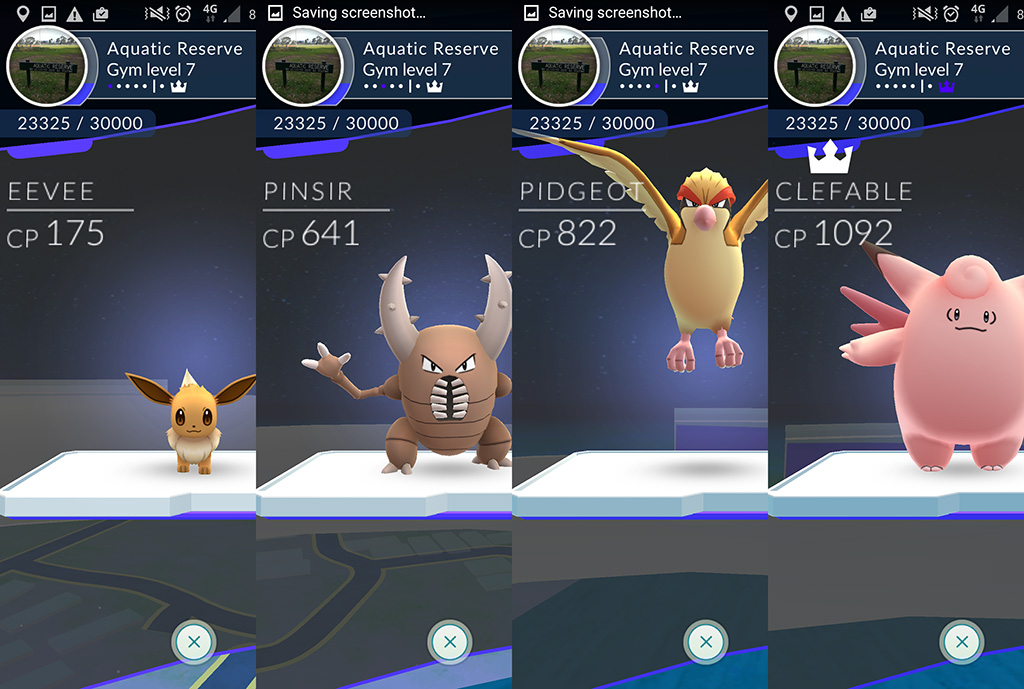 4G 8
Aquatic Reserve
Gym level 7
23325 / 30000
EEVEE
CP 175
Saving screenshot...
Aquatic Reserve
Gym level 7
23325 / 30000
PINSIR
CP 641
Saving screenshot...
Aquatic Reserve
Gym level 7
23325 / 30000
PIDGEOT
CP 822
4G 8
Aquatic Reserve
Gym level 7
23325 / 30000
CLEFABLE
CP 1092